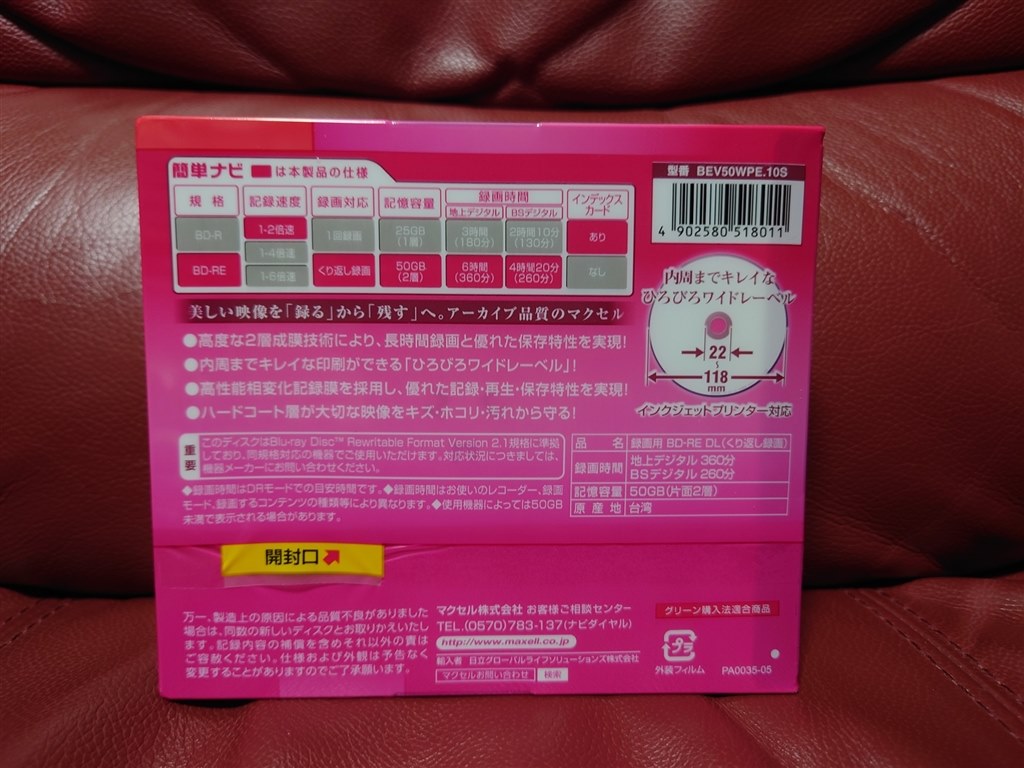 簡単ナビ ■は本製品の仕様
規格 記録速度 録画対応 記憶容量 録画時間 インデックスカード
地上デジタル BSデジタル
BD-R 1-2倍速 1回録画 25GB(1層) 3時間(180分) 2時間10分(130分) あり
1-4倍速
BD-RE 1-6倍速 くり返し録画 50GB(2層) 6時間(360分) 4時間20分(260分) なし
美しい映像を「録る」から「残す」へ。アーカイブ品質のマクセル
●高度な2層成膜技術により、長時間録画と優れた保存特性を実現!
●内周までキレイな印刷ができる「ひろびろワイドレーベル」!
●高性能相変化記録膜を採用し、優れた記録・再生・保存特性を実現!
●ハードコート層が大切な映像をキズ・ホコリ・汚れから守る!
重要
このディスクはBlu-ray Disc™ Rewritable Format Version 2.1規格に準拠
しており、同規格対応の機器でご使用いただけます。対応状況につきましては、
機器メーカーにお問い合わせください。
◆録画時間はDRモードでの目安時間です。◆録画時間はお使いのレコーダー、録画
モード、録画するコンテンツの種類等により異なります。◆使用機器によっては50GB
未満で表示される場合があります。
型番 BEV50WPE.10S
4 902580 518011
内周までキレイな
ひろびろワイドレーベル
22
~
118
mm
インクジェットプリンター対応
品名 録画用 BD-RE DL(くり返し録画)
録画時間 地上デジタル 360分
BSデジタル 260分
記憶容量 50GB(片面2層)
原産地 台湾
開封口
万一、製造上の原因による品質不良がありました
場合は、同数の新しいディスクとお取りかえいたし
ます。記録内容の補償を含めそれ以外の責は
ご容赦ください。仕様および外観は予告なく
変更することがありますのでご了承願います。
マクセル株式会社 お客様ご相談センター
TEL.(0570)783-137(ナビダイヤル)
http://www.maxell.co.jp
輸入者 日立グローバルライフソリューションズ株式会社
マクセルお問い合わせ 検索
グリーン購入法適合商品
プラ
外装フィルム
PA0035-05